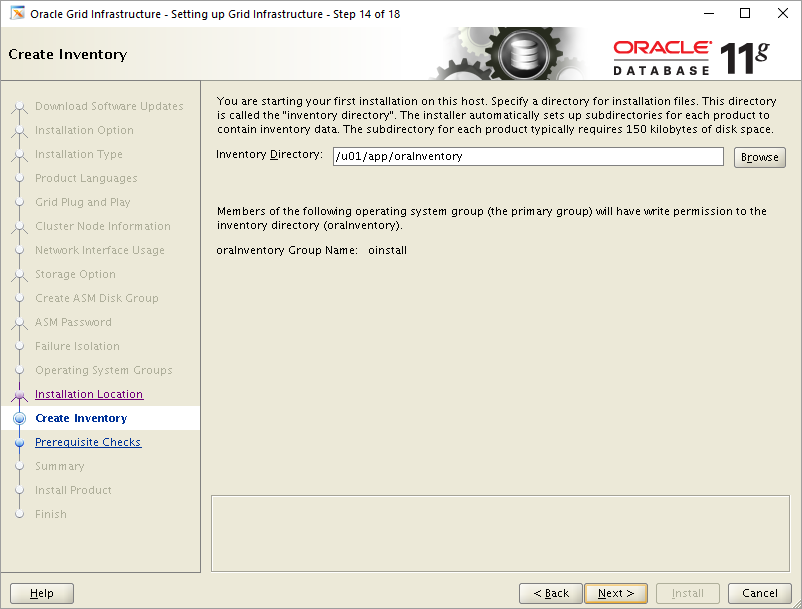 Oracle Grid Infrastructure - Setting up Grid Infrastructure - Step 14 of 18
Create Inventory
ORACLE
DATABASE 11g
Download Software Updates
Installation Option
Installation Type
Product Languages
Grid Plug and Play
Cluster Node Information
Network Interface Usage
Storage Option
Create ASM Disk Group
ASM Password
Failure Isolation
Operating System Groups
Installation Location
Create Inventory
Prerequisite Checks
Summary
Install Product
Finish
You are starting your first installation on this host. Specify a directory for installation files. This directory
is called the "inventory directory". The installer automatically sets up subdirectories for each product to
contain inventory data. The subdirectory for each product typically requires 150 kilobytes of disk space.
Inventory Directory: /u01/app/oraInventory Browse
Members of the following operating system group (the primary group) will have write permission to the
inventory directory (oraInventory).
oraInventory Group Name: oinstall
Help < Back Next > Install Cancel